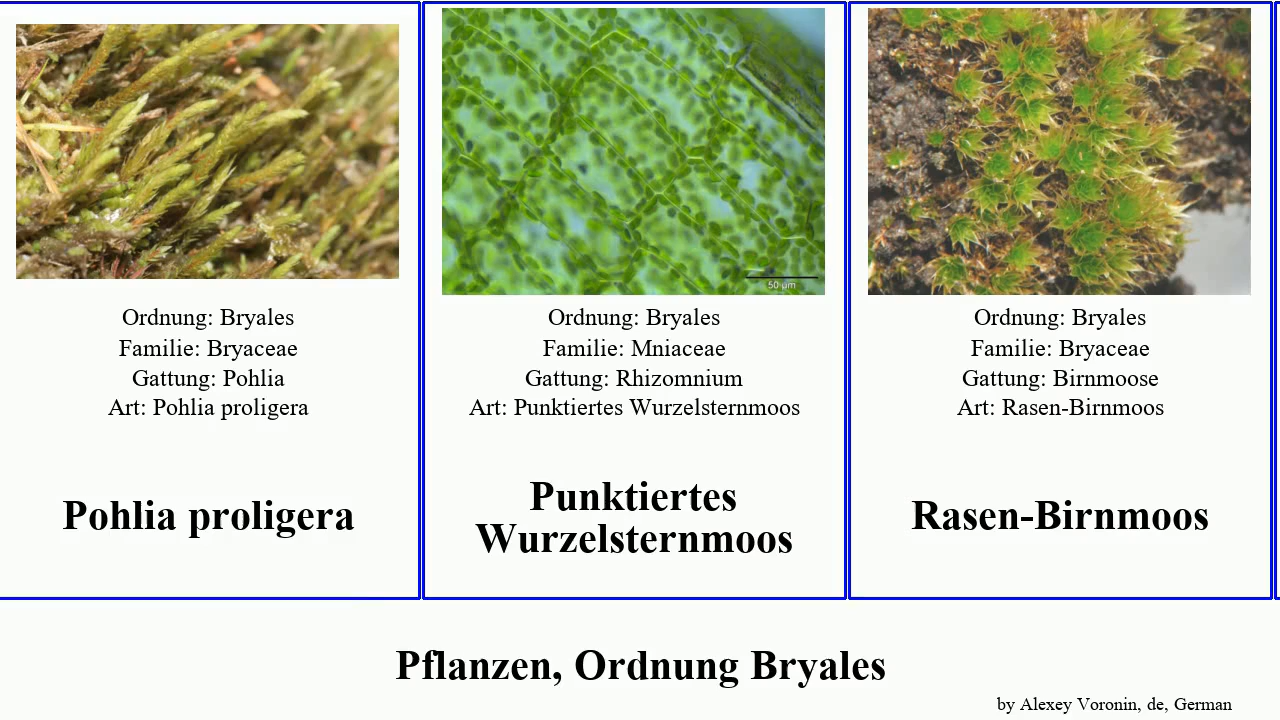 50 µm
Ordnung: Bryales
Familie: Bryaceae
Gattung: Pohlia
Art: Pohlia proligera
Pohlia proligera
Ordnung: Bryales
Familie: Mniaceae
Gattung: Rhizomnium
Art: Punktiertes Wurzelsternmoos
Punktiertes
Wurzelsternmoos
Ordnung: Bryales
Familie: Bryaceae
Gattung: Birnmoose
Art: Rasen-Birnmoos
Rasen-Birnmoos
Pflanzen, Ordnung Bryales
by Alexey Voronin, de, German